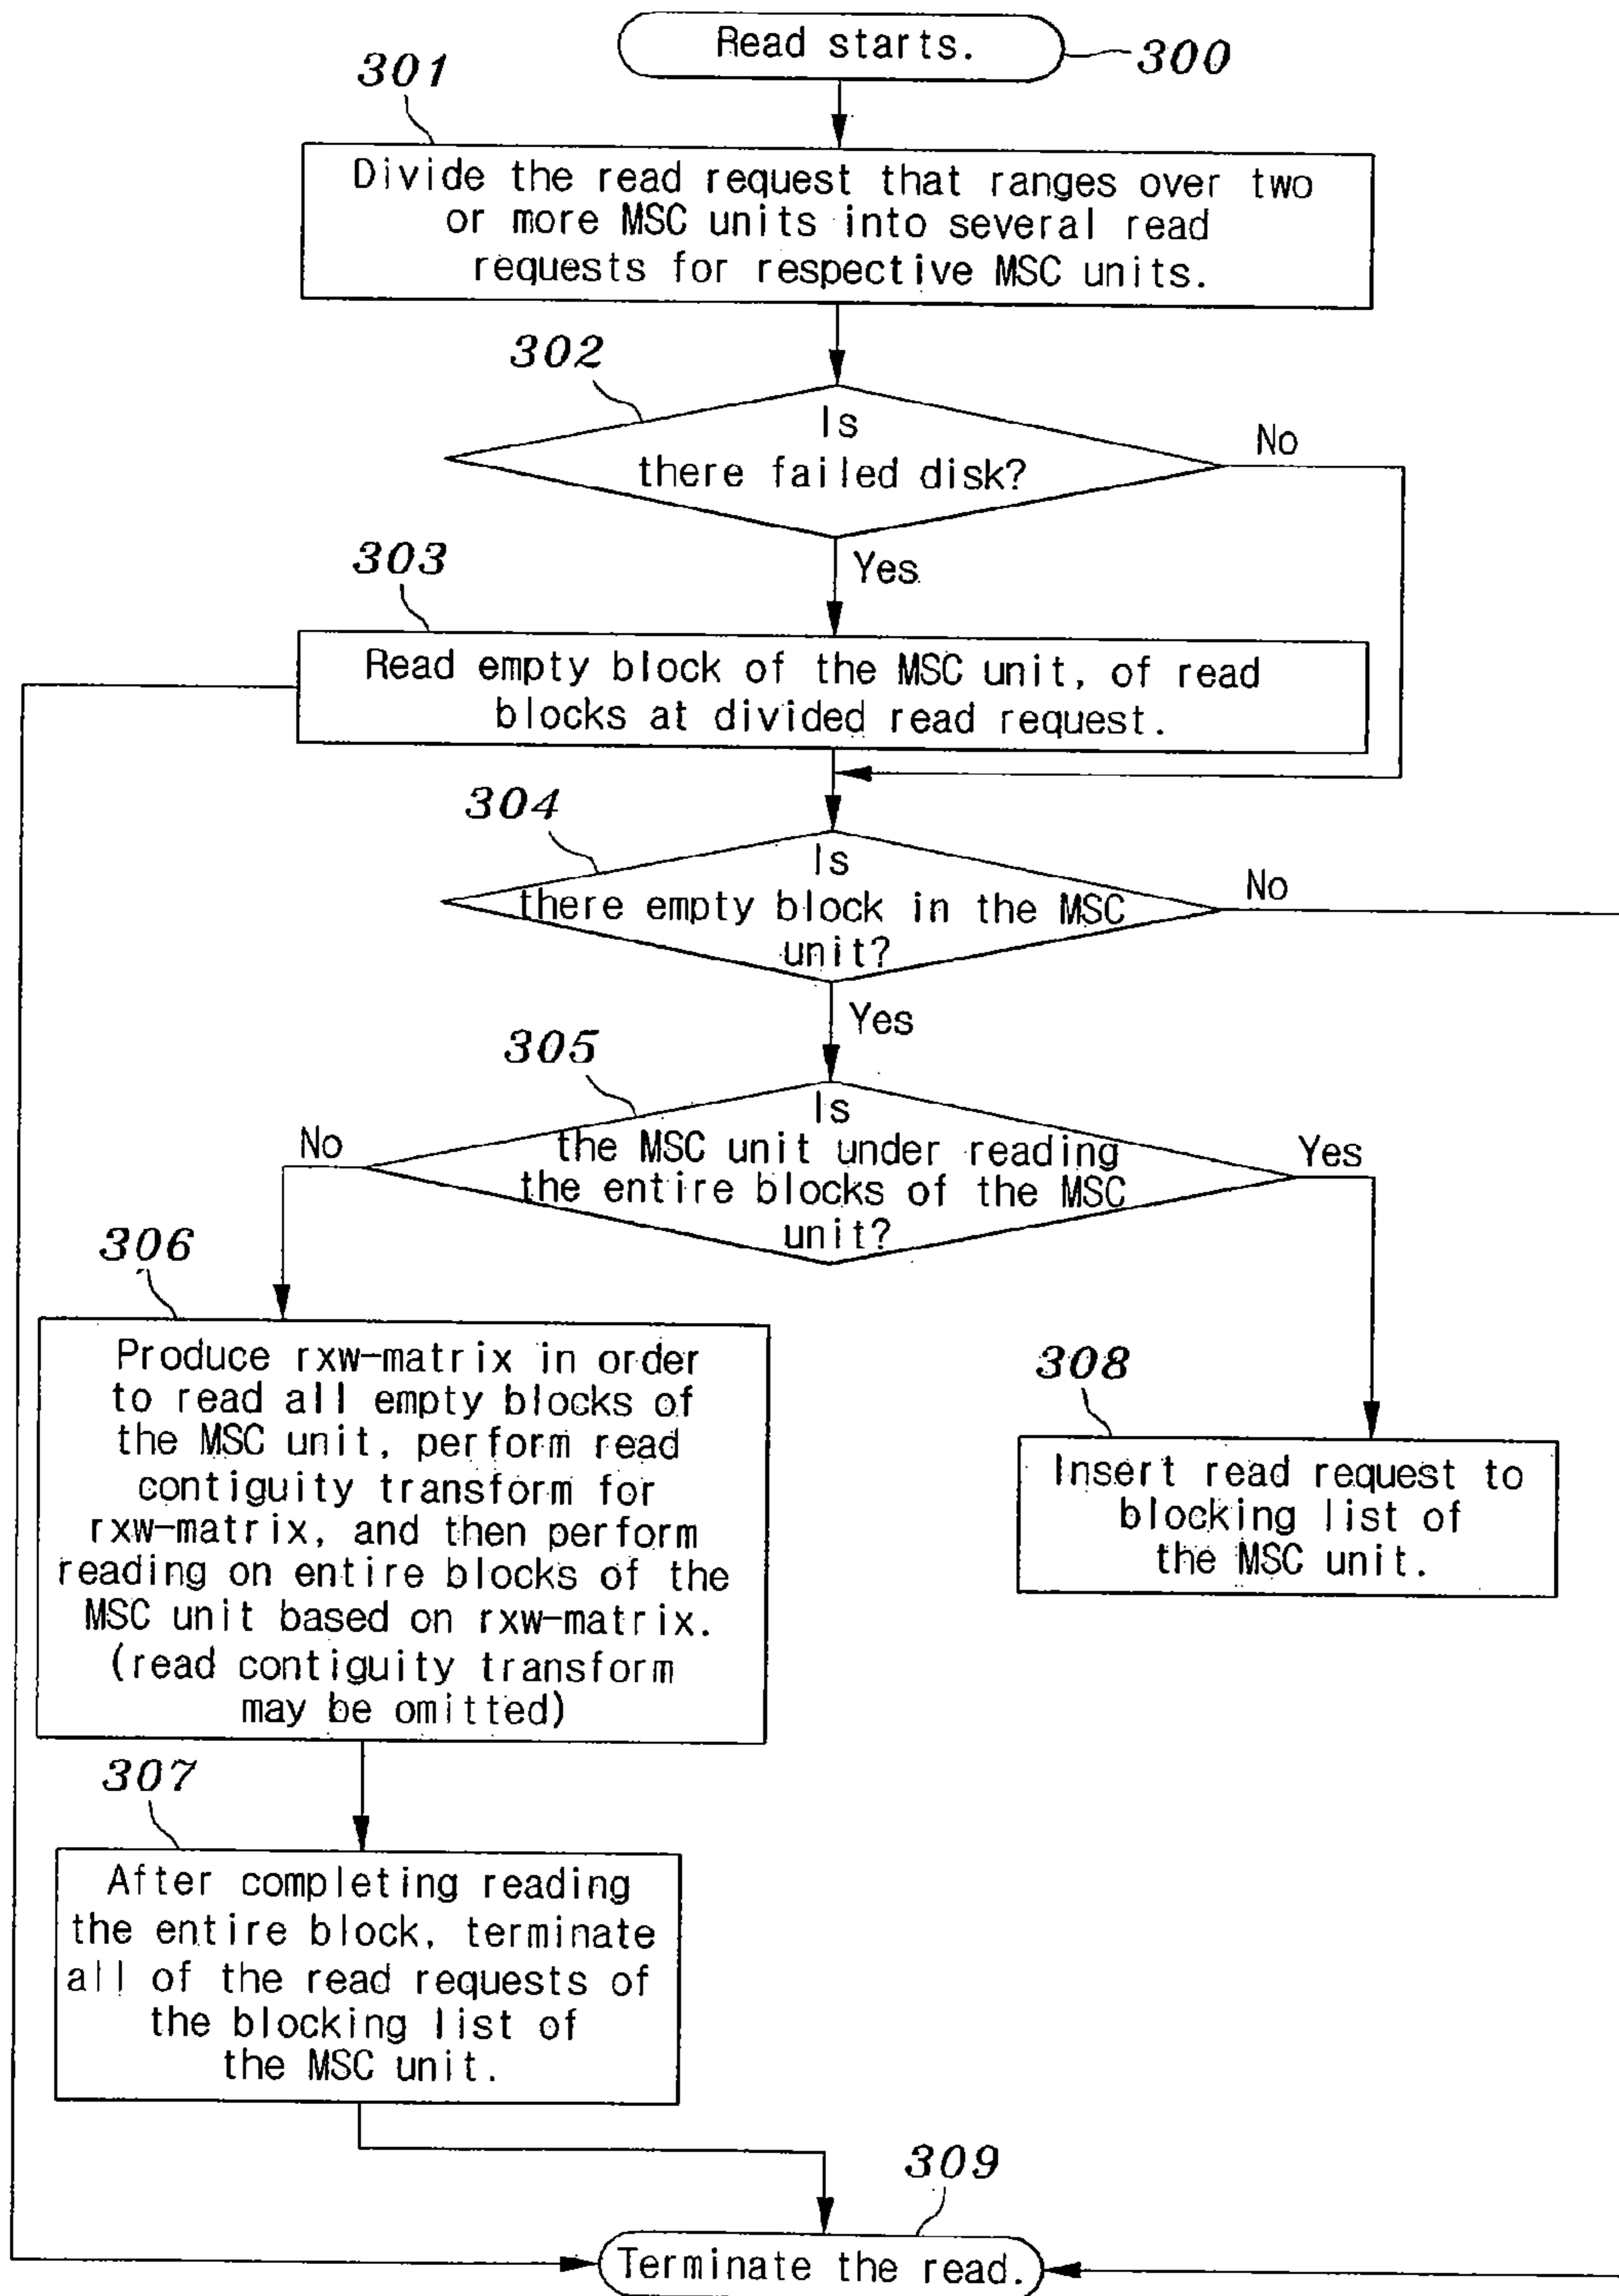 Read starts.
300
301
Divide the read request that ranges over two
or more MSC units into several read
requests for respective MSC units.
302
Is
there failed disk?
No
Yes
303
Read empty block of the MSC unit, of read
blocks at divided read request.
304
Is
there empty block in the MSC
unit?
No
Yes
305
Is
the MSC unit under reading
the entire blocks of the MSC
unit?
No
Yes
306
Produce rxw-matrix in order
to read all empty blocks of
the MSC unit, perform read
contiguity transform for
rxw-matrix, and then perform
reading on entire blocks of the
MSC unit based on rxw-matrix.
(read contiguity transform
may be omitted)
308
Insert read request to
blocking list of
the MSC unit.
307
After completing reading
the entire block, terminate
all of the read requests of
the blocking list of
the MSC unit.
309
Terminate the read.